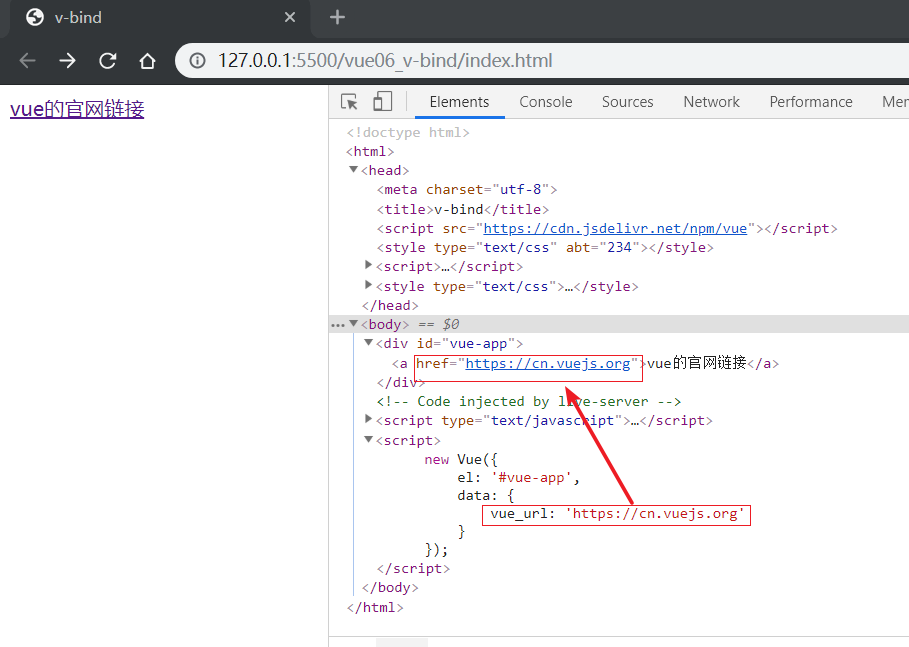 v-bind
127.0.0.1:5500/vue06_v-bind/index.html
vue的官网链接
Elements Console Sources Network Performance Mer
<!doctype html>
<html>
<head>
<meta charset="utf-8">
<title>v-bind</title>
<script src="https://cdn.jsdelivr.net/npm/vue"></script>
<style type="text/css" abt="234"></style>
<script>…</script>
<style type="text/css">…</style>
</head>
<body> == $0
<div id="vue-app">
<a href="https://cn.vuejs.org">vue的官网链接</a>
</div>
<!-- Code injected by live-server -->
<script type="text/javascript">…</script>
<script>
new Vue({
el: '#vue-app',
data: {
vue_url: 'https://cn.vuejs.org'
}
});
</script>
</body>
</html>